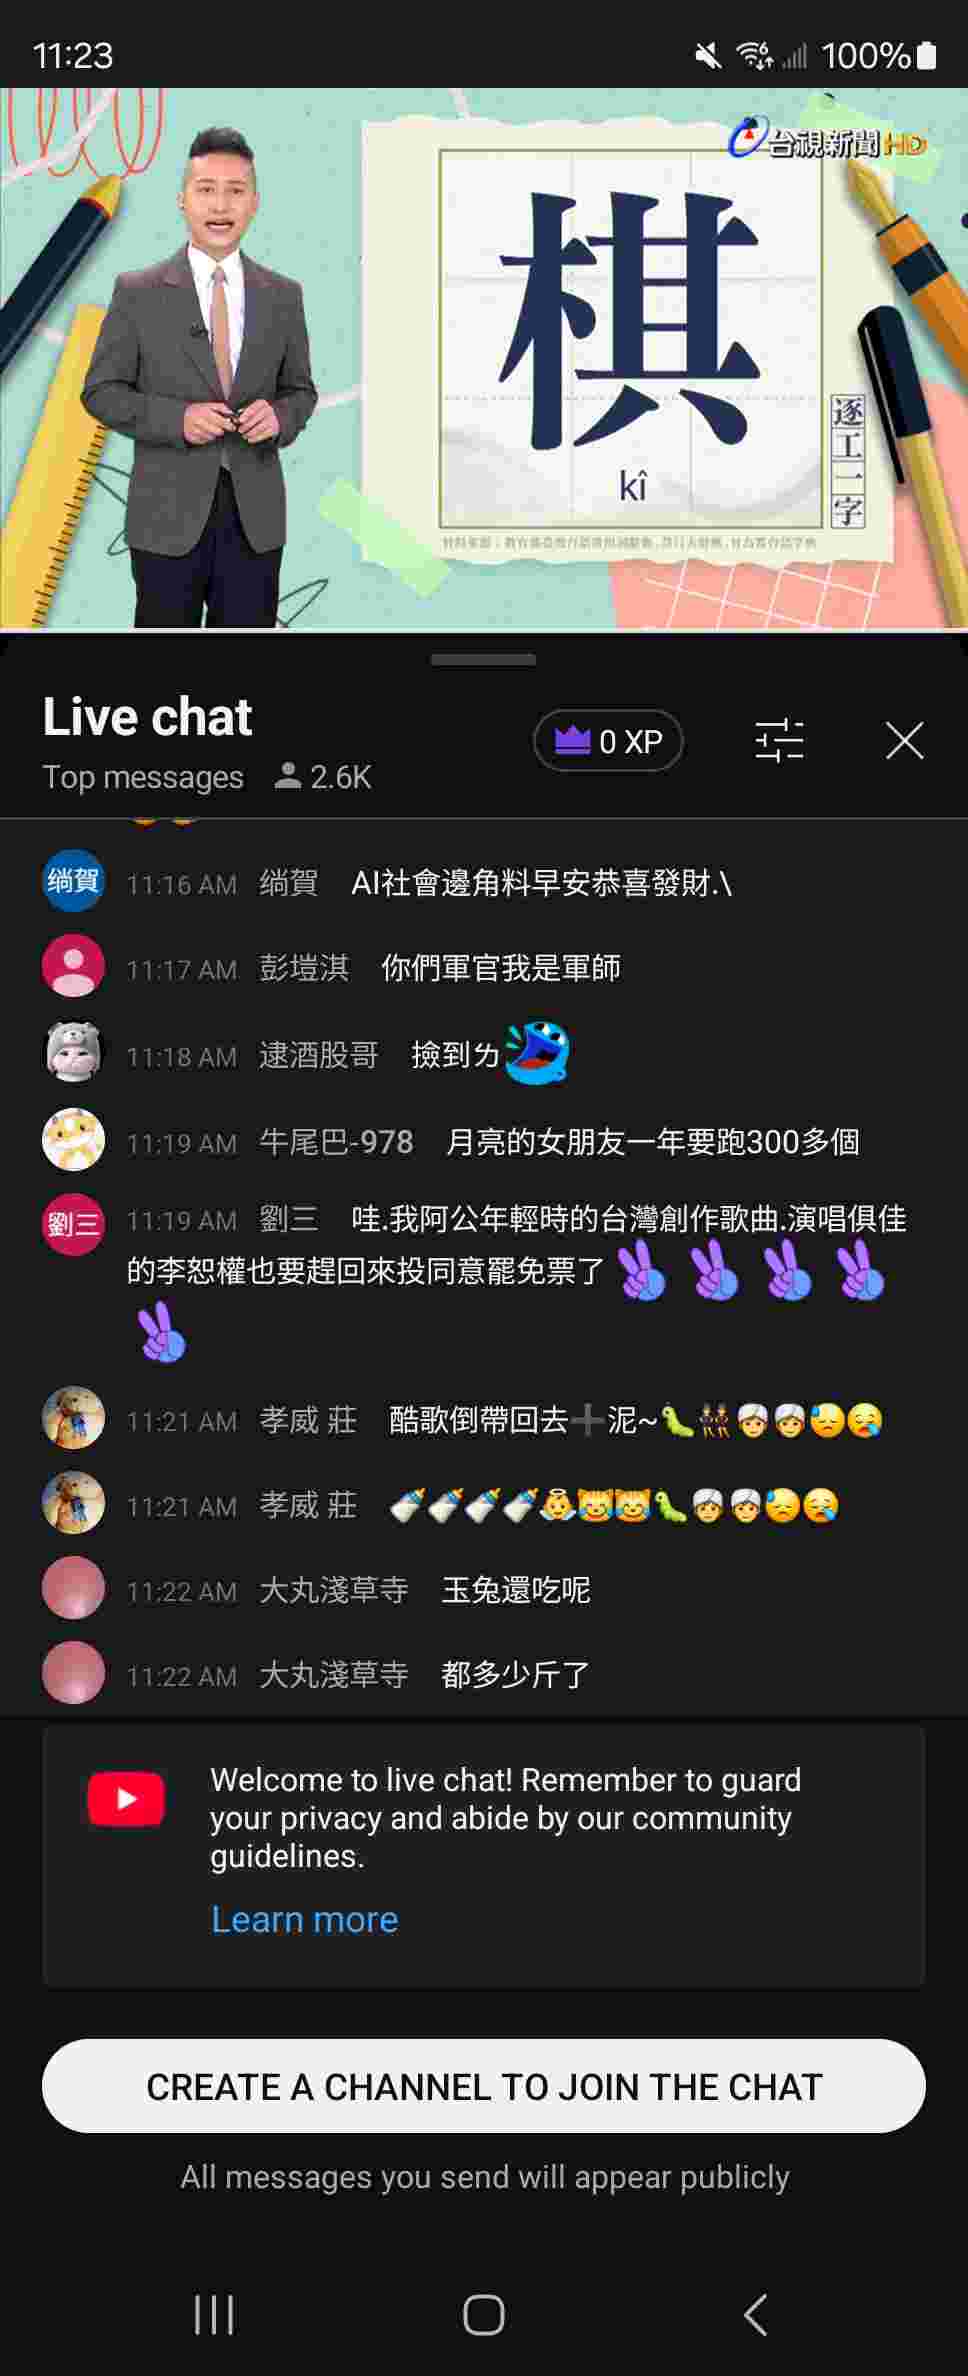 11:23
100%
台視新聞HD
棋
kî
逐工一字
Live chat
Top messages 2.6K
0 XP
绱賀
11:16 AM 绱賀 AI社會邊角料早安恭喜發財.\
11:17 AM 彭塏淇 你們軍官我是軍師
11:18 AM 逮酒股哥 撿到ㄌ
11:19 AM 牛尾巴-978 月亮的女朋友一年要跑300多個
劉三
11:19 AM 劉三 哇.我阿公年輕時的台灣創作歌曲.演唱俱佳
的李恕權也要趕回來投同意罷免票了
11:21 AM 孝威 莊 酷歌倒帶回去➕泥~🐛👯🏻👳🏻👳🏻😓😪
11:21 AM 孝威 莊 🍼🍼🍼🍼👼😹😹🐛👳🏻👳🏻😓😪
11:22 AM 大丸淺草寺 玉兔還吃呢
11:22 AM 大丸淺草寺 都多少斤了
Welcome to live chat! Remember to guard
your privacy and abide by our community
guidelines.
Learn more
CREATE A CHANNEL TO JOIN THE CHAT
All messages you send will appear publicly